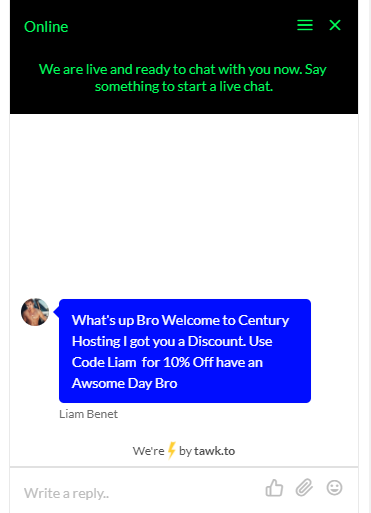 Online
We are live and ready to chat with you now. Say
something to start a live chat.
What's up Bro Welcome to Century
Hosting I got you a Discount. Use
Code Liam  for 10% Off have an
Awsome Day Bro
Liam Benet
We're by tawk.to
Write a reply..